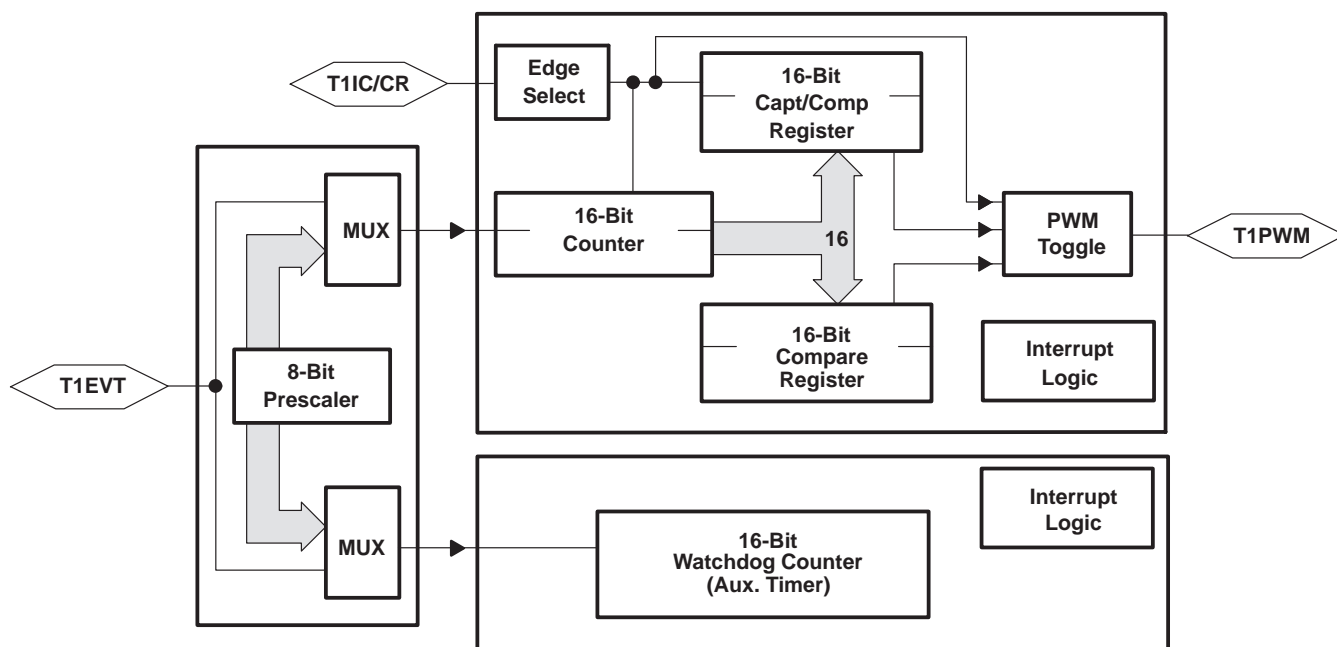 T1IC/CR
Edge
Select
16-Bit
Capt/Comp
Register
MUX
16-Bit
Counter
16
PWM
Toggle
T1PWM
T1EVT
8-Bit
Prescaler
16-Bit
Compare
Register
Interrupt
Logic
MUX
16-Bit
Watchdog Counter
(Aux. Timer)
Interrupt
Logic